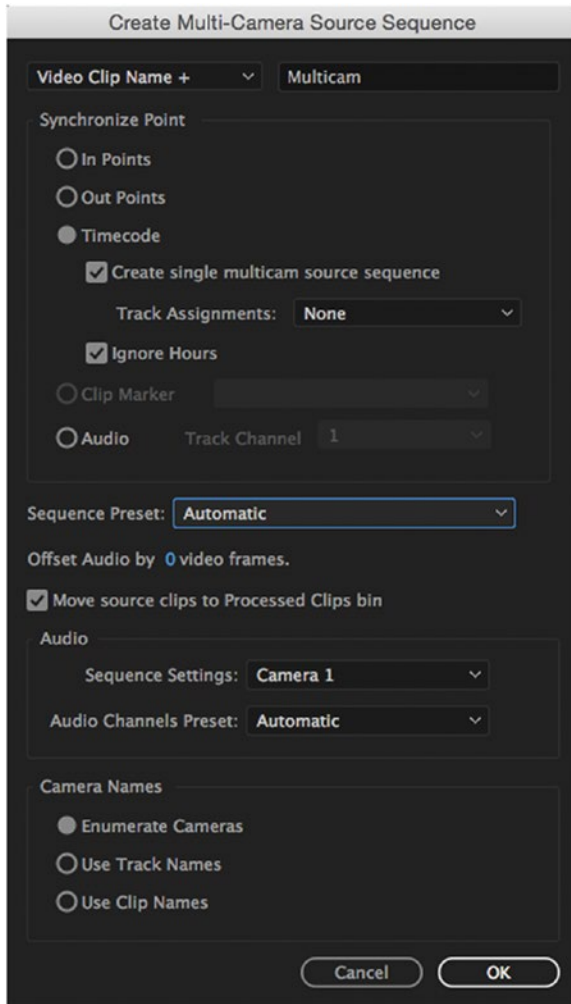 Create Multi-Camera Source Sequence
Video Clip Name + Multicam
Synchronize Point
In Points
Out Points
Timecode
Create single multicam source sequence
Track Assignments: None
Ignore Hours
Clip Marker
Audio Track Channel 1
Sequence Preset: Automatic
Offset Audio by 0 video frames.
Move source clips to Processed Clips bin
Audio
Sequence Settings: Camera 1
Audio Channels Preset: Automatic
Camera Names
Enumerate Cameras
Use Track Names
Use Clip Names
Cancel OK